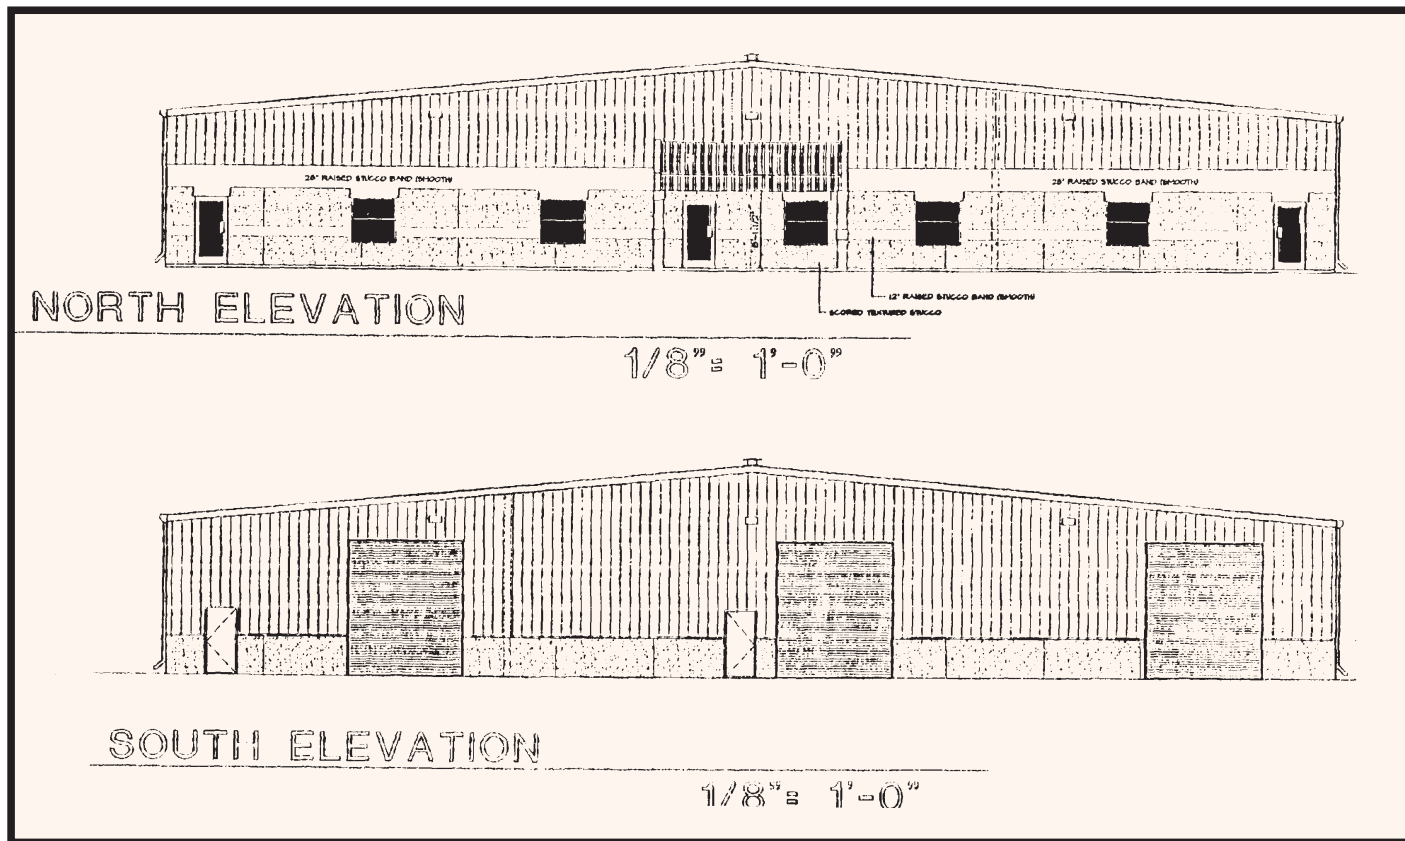 28" RAISED STUCCO BAND (SMOOTH)
28" RAISED STUCCO BAND (SMOOTH)
12" RAISED STUCCO BAND (SMOOTH)
SCORED TEXTURED STUCCO
NORTH ELEVATION
1/8"= 1'-0"
SOUTH ELEVATION
1/8"= 1'-0"